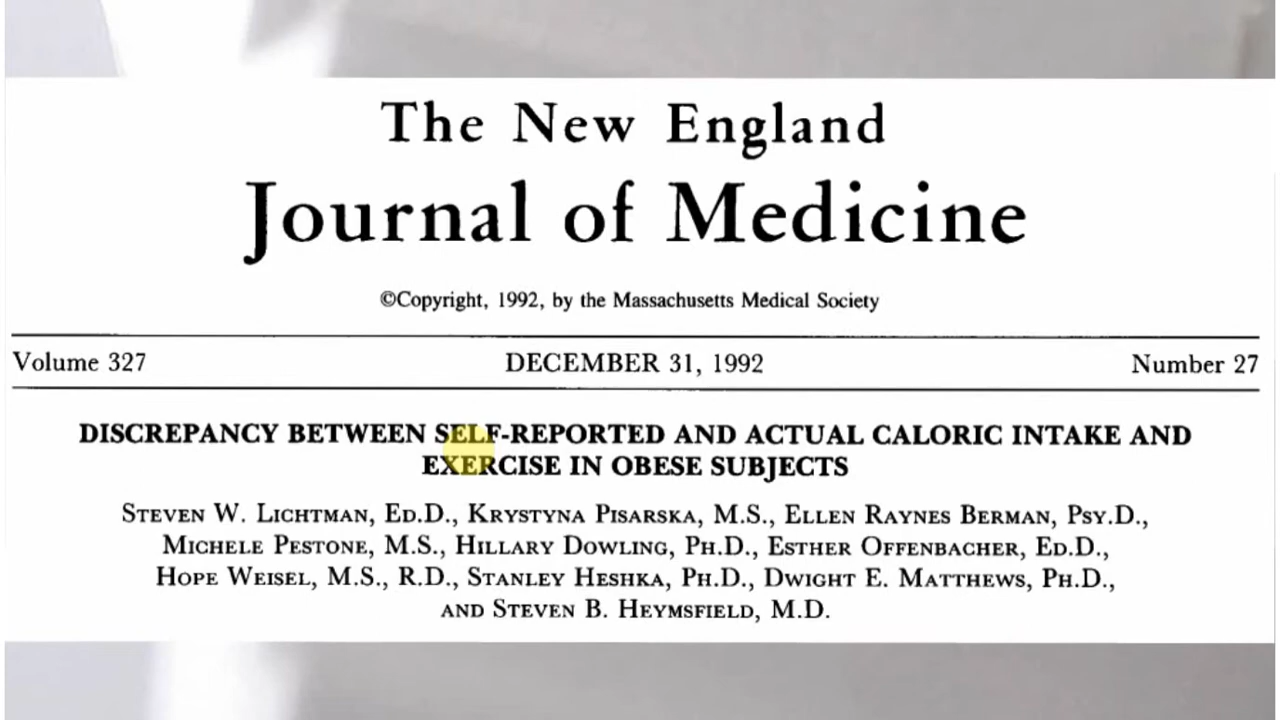 The New England
Journal of Medicine
©Copyright, 1992, by the Massachusetts Medical Society
Volume 327 DECEMBER 31, 1992 Number 27
DISCREPANCY BETWEEN SELF-REPORTED AND ACTUAL CALORIC INTAKE AND
EXERCISE IN OBESE SUBJECTS
STEVEN W. LICHTMAN, ED.D., KRYSTYNA PISARSKA, M.S., ELLEN RAYNES BERMAN, PSY.D.,
MICHELE PESTONE, M.S., HILLARY DOWLING, PH.D., ESTHER OFFENBACHER, ED.D.,
HOPE WEISEL, M.S., R.D., STANLEY HESHKA, PH.D., DWIGHT E. MATTHEWS, PH.D.,
AND STEVEN B. HEYMSFIELD, M.D.